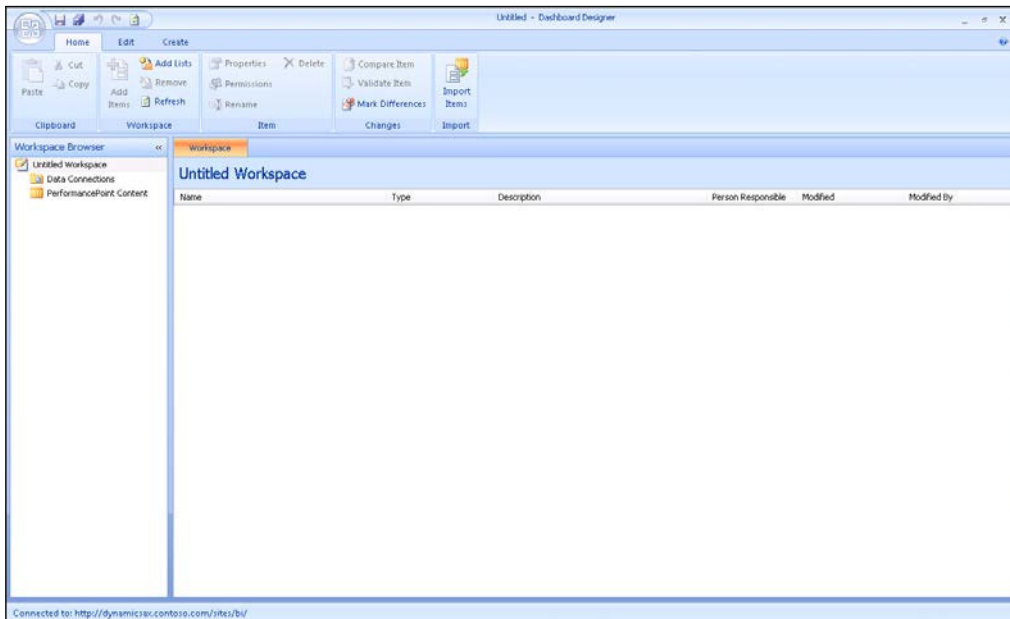 Untitled - Dashboard Designer
Home Edit Create
Paste
Cut
Copy
Clipboard
Add Items
Add Lists
Remove
Refresh
Workspace
Properties
Delete
Permissions
Rename
Item
Compare Item
Validate Item
Mark Differences
Changes
Import Items
Import
Workspace Browser
Untitled Workspace
Data Connections
PerformancePoint Content
Workspace
Untitled Workspace
Name Type Description Person Responsible Modified Modified By
Connected to: http://dynamicsax.contoso.com/sites/bi/